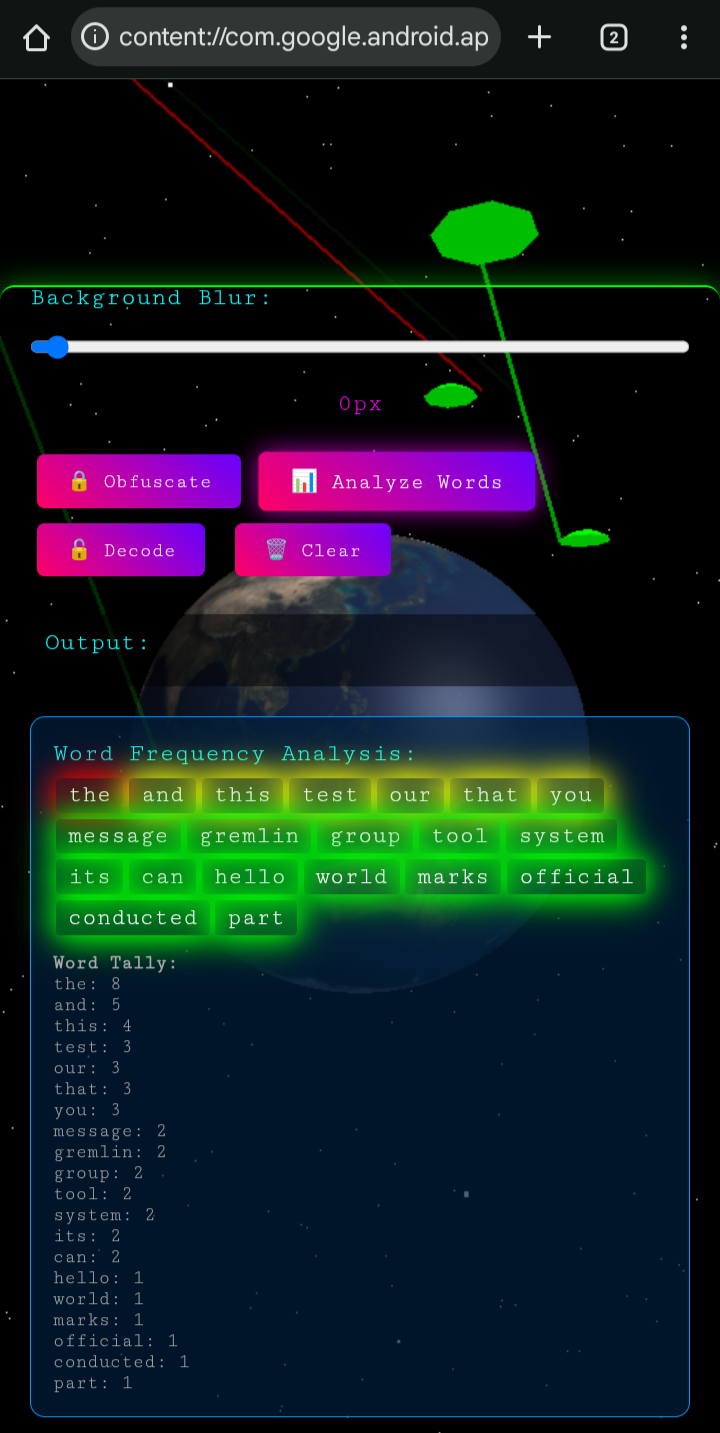 content://com.google.android.ap
2
Background Blur:
0px
🔒 Obfuscate
📊 Analyze Words
🔓 Decode
🗑️ Clear
Output:
Word Frequency Analysis:
the and this test our that you
message gremlin group tool system
its can hello world marks official
conducted part
Word Tally:
the: 8
and: 5
this: 4
test: 3
our: 3
that: 3
you: 3
message: 2
gremlin: 2
group: 2
tool: 2
system: 2
its: 2
can: 2
hello: 1
world: 1
marks: 1
official: 1
conducted: 1
part: 1